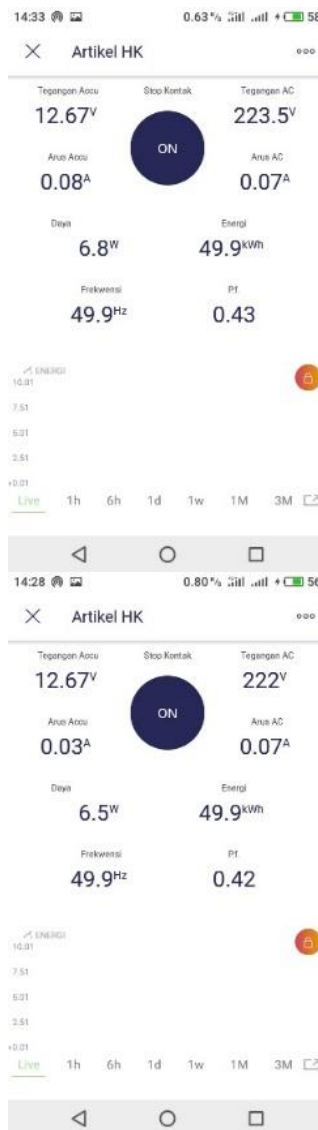 14:33 0.63 58
Artikel HK
Tegangan Accu Stop Kontak Tegangan AC
12.67V 223.5V
ON
Arus Accu Arus AC
0.08A 0.07A
Daya Energi
6.8W 49.9kWh
Frekwensi Pf
49.9Hz 0.43
ENERGI
10.01
7.51
5.01
2.51
+0.01
Live 1h 6h 1d 1w 1M 3M
14:28 0.80 56
Artikel HK
Tegangan Accu Stop Kontak Tegangan AC
12.67V 222V
ON
Arus Accu Arus AC
0.03A 0.07A
Daya Energi
6.5W 49.9kWh
Frekwensi Pf
49.9Hz 0.42
ENERGI
10.01
7.51
5.01
2.51
+0.01
Live 1h 6h 1d 1w 1M 3M